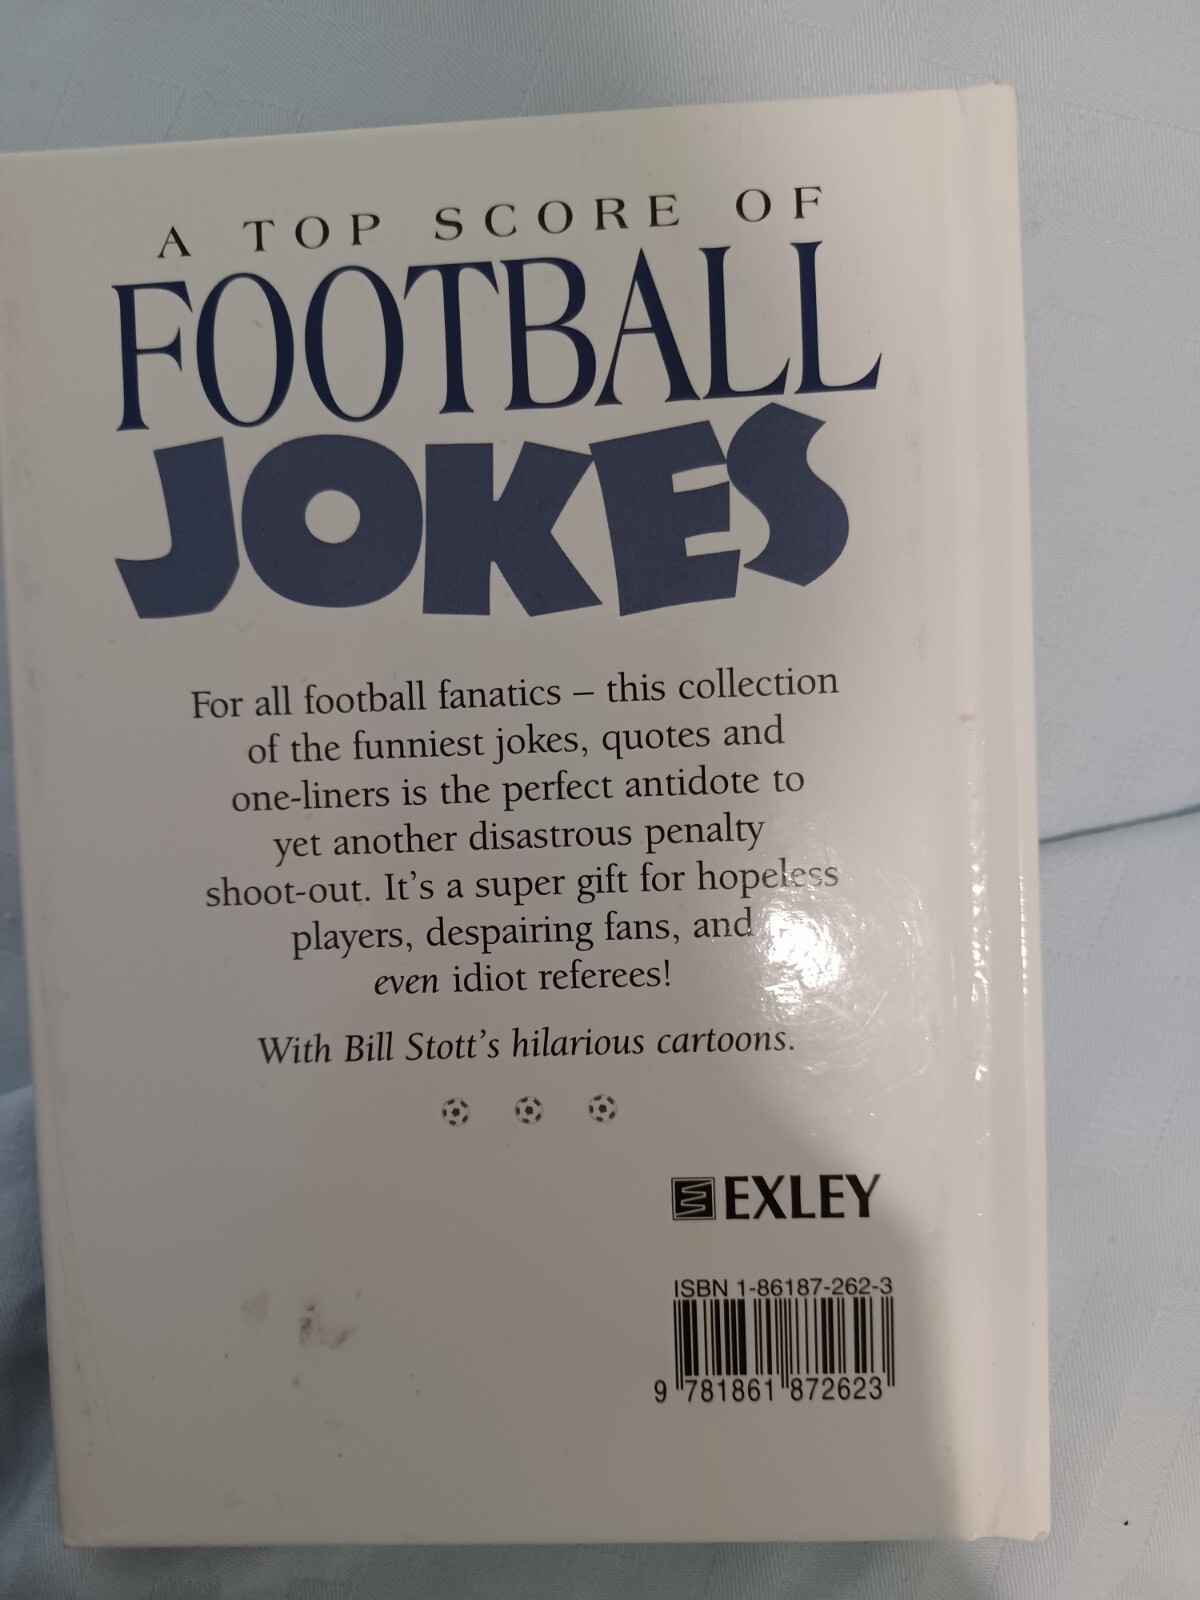 A TOP SCORE OF
FOOTBALL
JOKES
For all football fanatics – this collection
of the funniest jokes, quotes and
one-liners is the perfect antidote to
yet another disastrous penalty
shoot-out. It's a super gift for hopeless
players, despairing fans, and
even idiot referees!
With Bill Stott's hilarious cartoons.
EXLEY
ISBN 1-86187-262-3
9 781861 872623